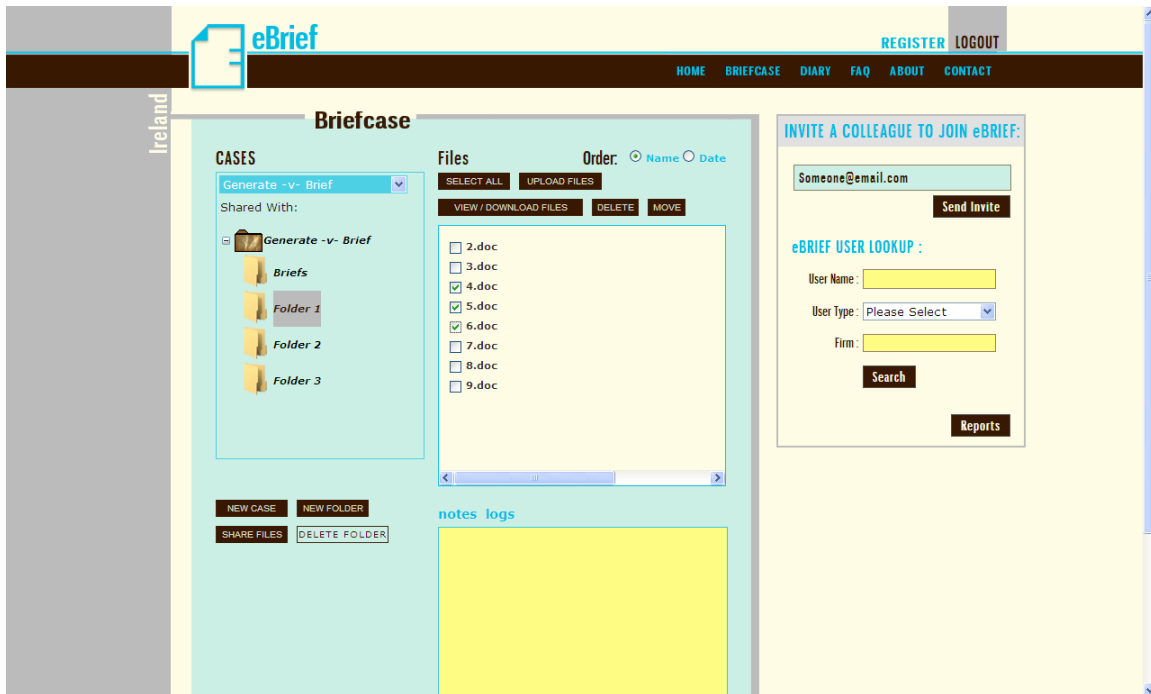 eBrief
REGISTER LOGOUT
HOME BRIEFCASE DIARY FAQ ABOUT CONTACT
Ireland
Briefcase
CASES
Generate -v- Brief
Shared With:
Generate -v- Brief
Briefs
Folder 1
Folder 2
Folder 3
NEW CASE NEW FOLDER
SHARE FILES DELETE FOLDER
Files Order: Name Date
SELECT ALL UPLOAD FILES
VIEW / DOWNLOAD FILES DELETE MOVE
2.doc
3.doc
4.doc
5.doc
6.doc
7.doc
8.doc
9.doc
notes logs
INVITE A COLLEAGUE TO JOIN eBRIEF:
Someone@email.com
Send Invite
eBRIEF USER LOOKUP :
User Name :
User Type : Please Select
Firm :
Search
Reports